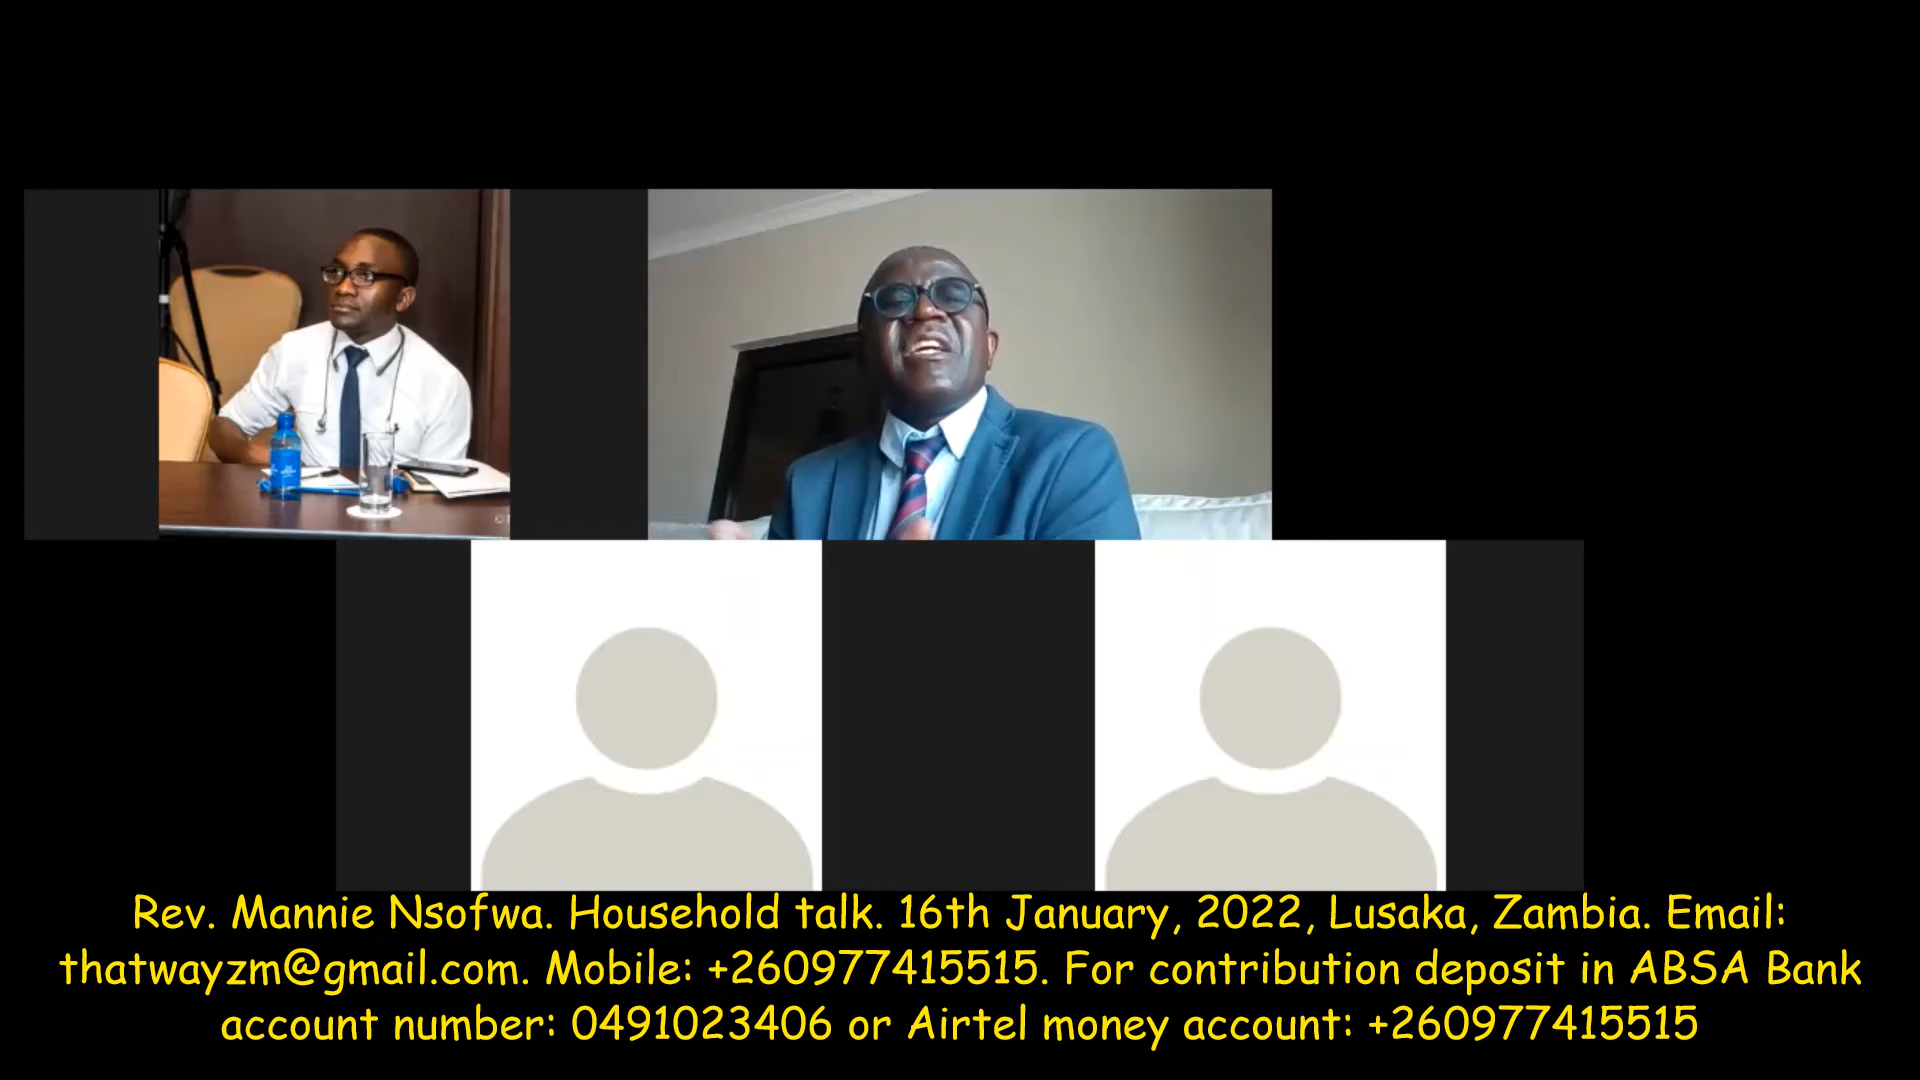 Rev. Mannie Nsofwa. Household talk. 16th January, 2022, Lusaka, Zambia. Email:
thatwayzm@gmail.com. Mobile: +260977415515. For contribution deposit in ABSA Bank
account number: 0491023406 or Airtel money account: +260977415515